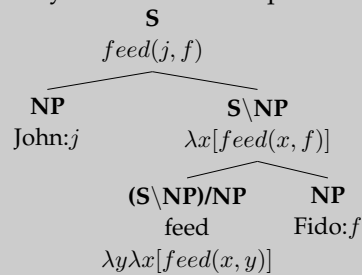 S
feed(j, f)
NP S\NP
John:j λx[feed(x, f)]
(S\NP)/NP NP
feed Fido:f
λyλx[feed(x, y)]